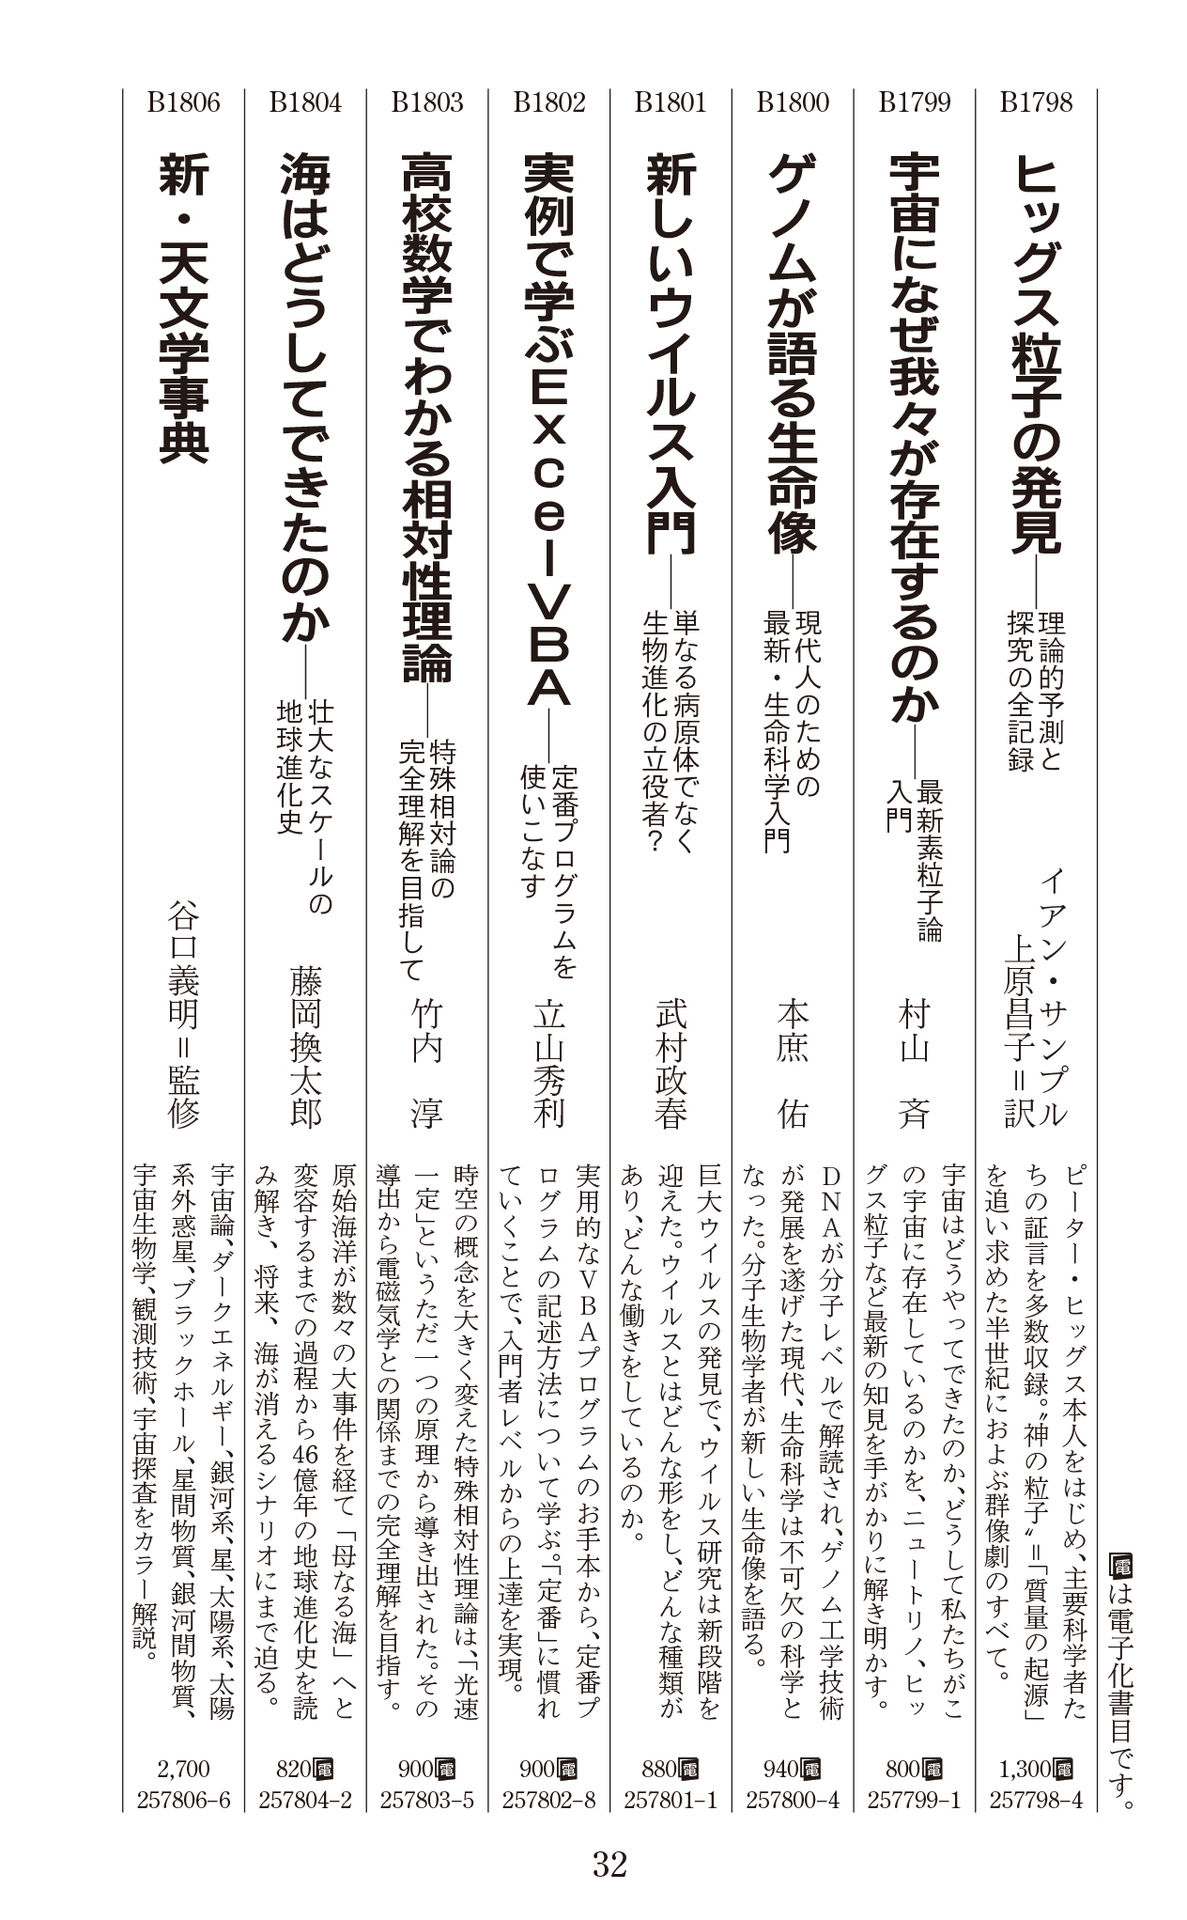 電は電子化書目です。
B1798
ヒッグス粒子の発見
理論的予測と
探究の全記録
イアン・サンプル
上原昌子＝訳
ピーター・ヒッグス本人をはじめ、主要科学者た
ちの証言を多数収録。〝神の粒子〟＝「質量の起源」
を追い求めた半世紀におよぶ群像劇のすべて。
1,300電
257798-4
B1799
宇宙になぜ我々が存在するのか
最新素粒子論
入門
村山 斉
宇宙はどうやってできたのか、どうして私たちがこ
の宇宙に存在しているのかを、ニュートリノ、ヒッ
グス粒子など最新の知見を手がかりに解き明かす。
800電
257799-1
B1800
ゲノムが語る生命像
現代人のための
最新・生命科学入門
本庶 佑
DNAが分子レベルで解読され、ゲノム工学技術
が発展を遂げた現代、生命科学は不可欠の科学と
なった。分子生物学者が新しい生命像を語る。
940電
257800-4
B1801
新しいウイルス入門
単なる病原体でなく
生物進化の立役者？
武村政春
巨大ウイルスの発見で、ウイルス研究は新段階を
迎えた。ウイルスとはどんな形をし、どんな種類が
あり、どんな働きをしているのか。
880電
257801-1
B1802
実例で学ぶExcelVBA
定番プログラムを
使いこなす
立山秀利
実用的なVBAプログラムのお手本から、定番プ
ログラムの記述方法について学ぶ。「定番」に慣れ
ていくことで、入門者レベルからの上達を実現。
900電
257802-8
B1803
高校数学でわかる相対性理論
特殊相対論の
完全理解を目指して
竹内 淳
時空の概念を大きく変えた特殊相対性理論は、「光速
一定」というただ一つの原理から導き出された。その
導出から電磁気学との関係までの完全理解を目指す。
900電
257803-5
B1804
海はどうしてできたのか
壮大なスケールの
地球進化史
藤岡換太郎
原始海洋が数々の大事件を経て「母なる海」へと
変容するまでの過程から46億年の地球進化史を読
み解き、将来、海が消えるシナリオにまで迫る。
820電
257804-2
B1806
新・天文学事典
谷口義明＝監修
宇宙論、ダークエネルギー、銀河系、星、太陽系、太陽
系外惑星、ブラックホール、星間物質、銀河間物質、
宇宙生物学、観測技術、宇宙探査をカラー解説。
2,700
257806-6
32